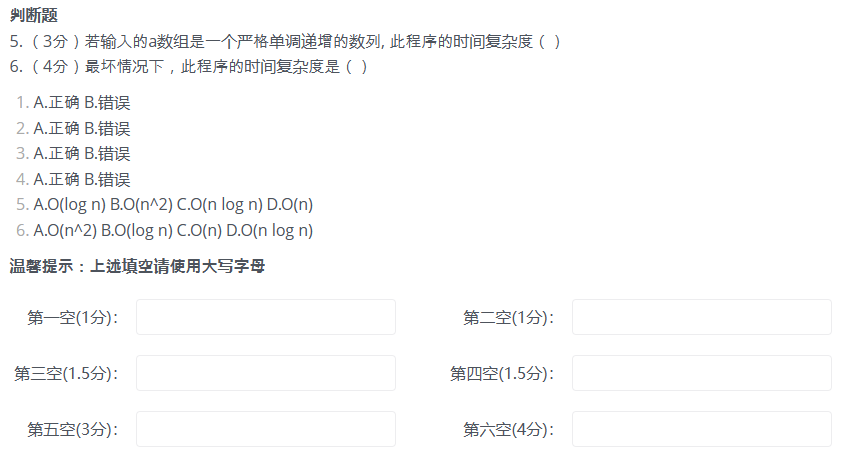 判断题
5. （3分）若输入的a数组是一个严格单调递增的数列, 此程序的时间复杂度（ ）
6. （4分）最坏情况下，此程序的时间复杂度是（ ）
1. A.正确 B.错误
2. A.正确 B.错误
3. A.正确 B.错误
4. A.正确 B.错误
5. A.O(log n) B.O(n^2) C.O(n log n) D.O(n)
6. A.O(n^2) B.O(log n) C.O(n) D.O(n log n)
温馨提示：上述填空请使用大写字母
第一空(1分)： 第二空(1分)：
第三空(1.5分)： 第四空(1.5分)：
第五空(3分)： 第六空(4分)：